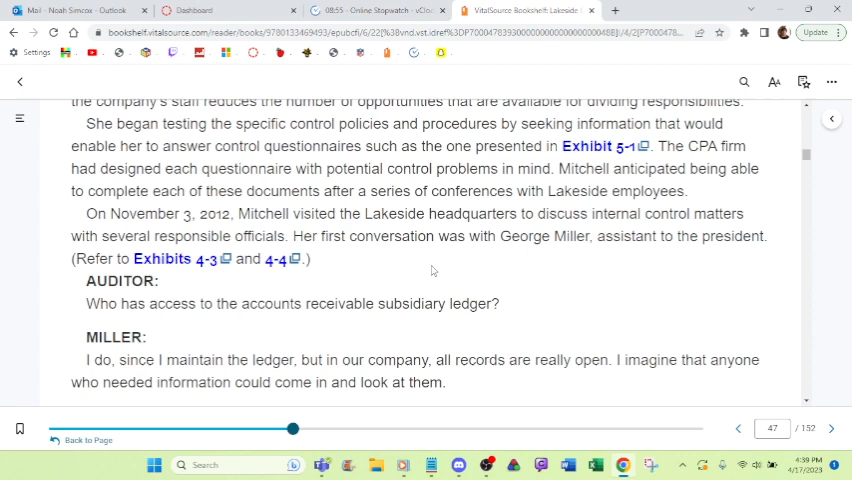 Mail - Noah Simcox - Outlook
Dashboard
08:55 - Online Stopwatch - vClo
VitalSource Bookshelf: Lakeside
bookshelf.vitalsource.com/reader/books/9780133469493/epubcfi/6/22[%3Bvnd.vst.idref%3DP70004783930000000000000000048B]!/4/2[P700047839...
Update
Settings
AA
the company's staff reduces the number of opportunities that are available for dividing responsibilities.
She began testing the specific control policies and procedures by seeking information that would
enable her to answer control questionnaires such as the one presented in Exhibit 5-1. The CPA firm
had designed each questionnaire with potential control problems in mind. Mitchell anticipated being able
to complete each of these documents after a series of conferences with Lakeside employees.
On November 3, 2012, Mitchell visited the Lakeside headquarters to discuss internal control matters
with several responsible officials. Her first conversation was with George Miller, assistant to the president.
(Refer to Exhibits 4-3 and 4-4.)
AUDITOR:
Who has access to the accounts receivable subsidiary ledger?
MILLER:
I do, since I maintain the ledger, but in our company, all records are really open. I imagine that anyone
who needed information could come in and look at them.
47 / 152
Back to Page
Search
4:39 PM
4/17/2023